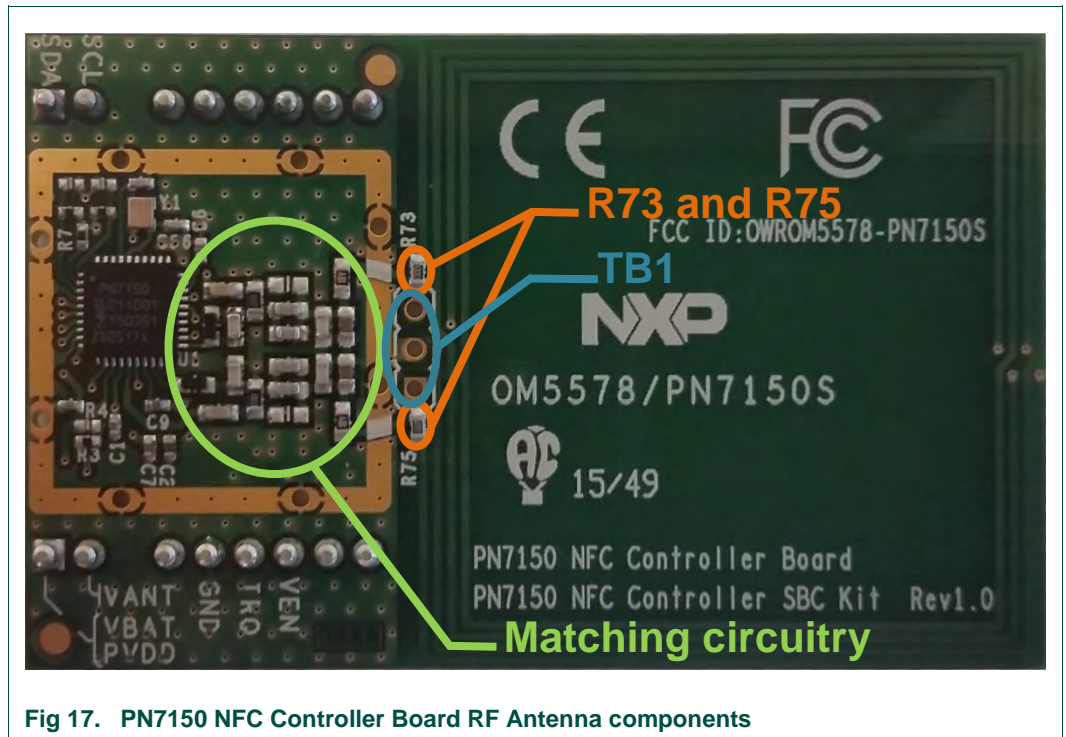 SDA
SCL
CE
FC
R73 and R75
R73
FCC ID:OWROM5578-PN7150S
TB1
Y1
R7
C56
PN7150
NXP
OM5578/PN7150S
R4
R3
C1
C9
C7
C2
R75
15/49
PN7150 NFC Controller Board
PN7150 NFC Controller SBC Kit Rev1.0
VANT
VBAT
PVDD
GND
IRQ
VEN
Matching circuitry
Fig 17. PN7150 NFC Controller Board RF Antenna components